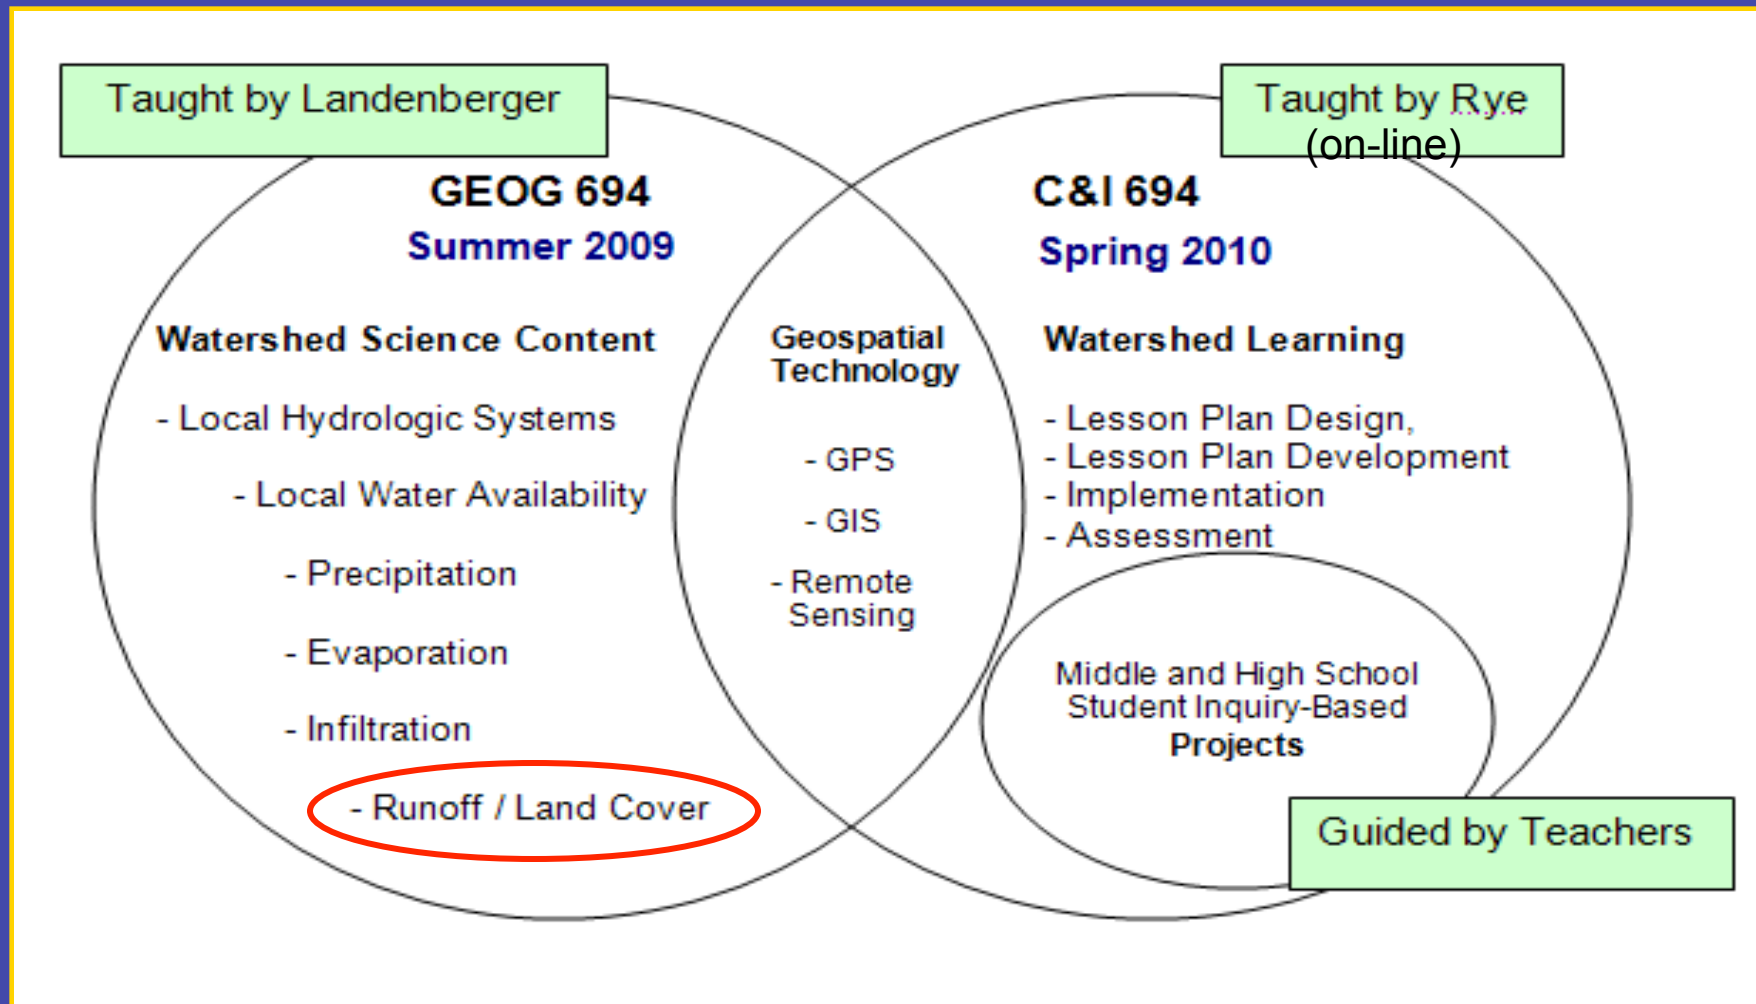 Taught by Landenberger
Taught by Rye
(on-line)
GEOG 694
Summer 2009
C&I 694
Spring 2010
Watershed Science Content
- Local Hydrologic Systems
- Local Water Availability
- Precipitation
- Evaporation
- Infiltration
- Runoff / Land Cover
Geospatial
Technology
- GPS
- GIS
- Remote
Sensing
Watershed Learning
- Lesson Plan Design,
- Lesson Plan Development
- Implementation
- Assessment
Middle and High School
Student Inquiry-Based
Projects
Guided by Teachers